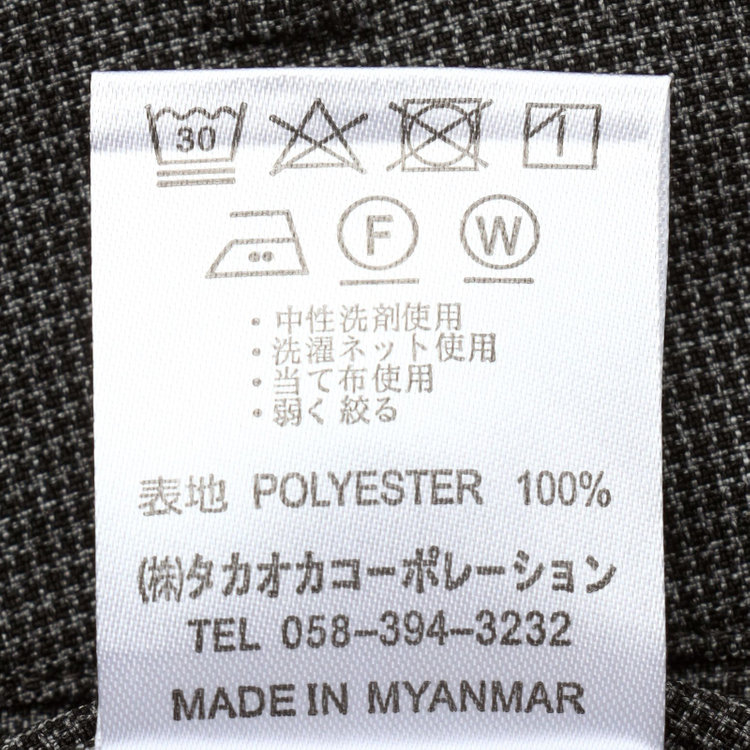 30
F W
・中性洗剤使用
・洗濯ネット使用
・当て布使用
・弱く絞る
表地 POLYESTER 100%
(株)タカオカコーポレーション
TEL 058-394-3232
MADE IN MYANMAR